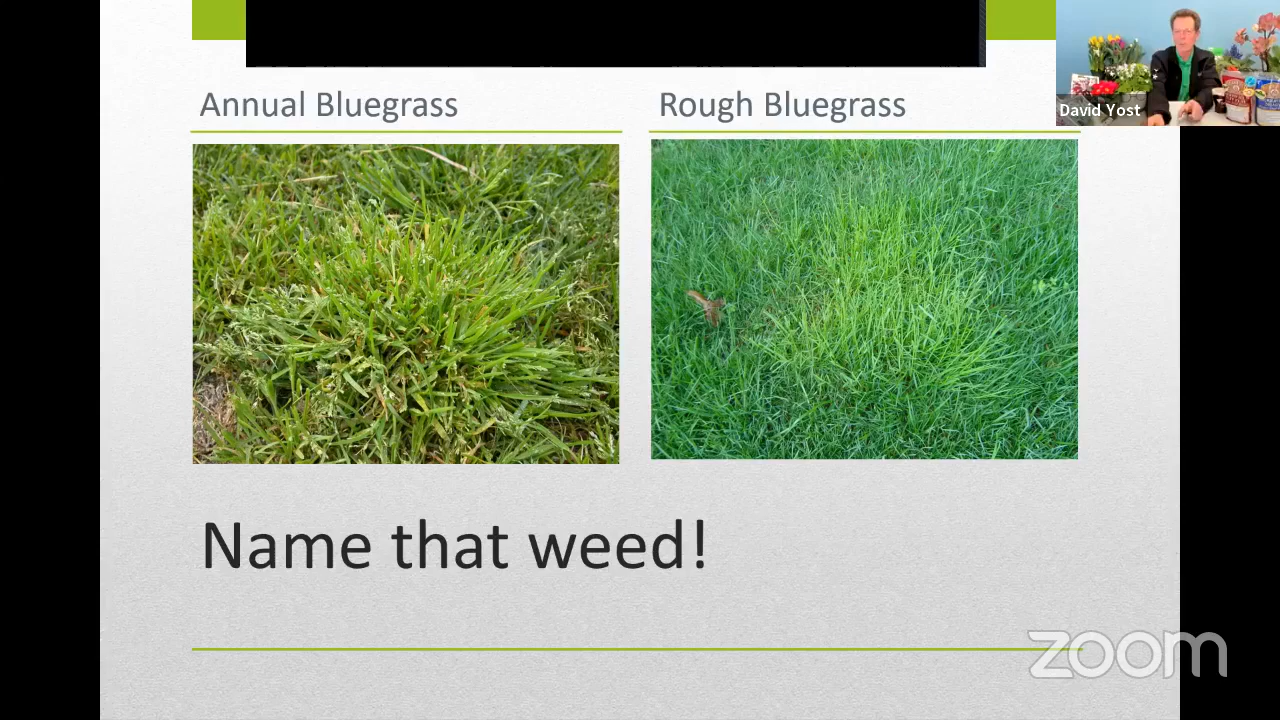 Annual Bluegrass
Rough Bluegrass
David Yost
Name that weed!
zoom